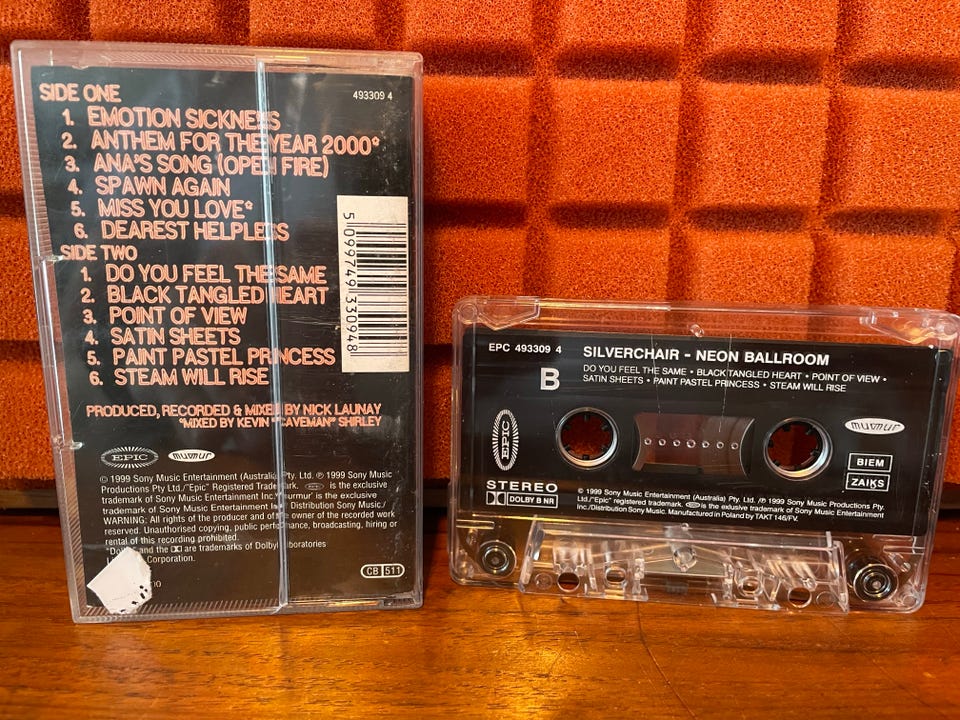 SIDE ONE
493309 4
1. EMOTION SICKNESS
2. ANTHEM FOR THE YEAR 2000*
3. ANA'S SONG (OPEN FIRE)
4. SPAWN AGAIN
5. MISS YOU LOVE*
6. DEAREST HELPLESS
SIDE TWO
1. DO YOU FEEL THE SAME
2. BLACK TANGLED HEART
3. POINT OF VIEW
4. SATIN SHEETS
5. PAINT PASTEL PRINCESS
6. STEAM WILL RISE
5 099749 330948
PRODUCED, RECORDED & MIXED BY NICK LAUNAY
*MIXED BY KEVIN "CAVEMAN" SHIRLEY
EPIC murmur
© 1999 Sony Music Entertainment (Australia) Pty. Ltd. ℗ 1999 Sony Music
Productions Pty Ltd./"Epic" Registered Trademark. EPIC is the exclusive
trademark of Sony Music Entertainment Inc./'murmur' is the exclusive
trademark of Sony Music Entertainment Inc./ Distribution Sony Music/
WARNING: All rights of the producer and of the owner of the recorded work
reserved. Unauthorised copying, public performance, broadcasting, hiring or
rental of this recording prohibited.
"Dolby and the DD are trademarks of Dolby Laboratories
Corporation.
CB 511
EPC 493309 4
SILVERCHAIR - NEON BALLROOM
B
DO YOU FEEL THE SAME • BLACK TANGLED HEART • POINT OF VIEW •
SATIN SHEETS • PAINT PASTEL PRINCESS • STEAM WILL RISE
EPIC
murmur
BIEM
ZAIKS
STEREO
DOLBY B NR
© 1999 Sony Music Entertainment (Australia) Pty. Ltd. /℗ 1999 Sony Music Productions Pty.
Ltd./"Epic" registered trademark. EPIC is the exlusive trademark of Sony Music Entertainment
Inc./Distribution Sony Music. Manufactured in Poland by TAKT 146/FV.